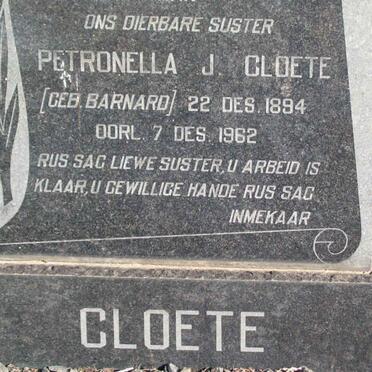 ONS DIERBARE SUSTER
PETRONELLA J. CLOETE
[GEB. BARNARD] 22 DES. 1894
OORL. 7 DES. 1962
RUS SAG LIEWE SUSTER, U ARBEID IS
KLAAR, U GEWILLIGE HANDE RUS SAG
INMEKAAR
CLOETE